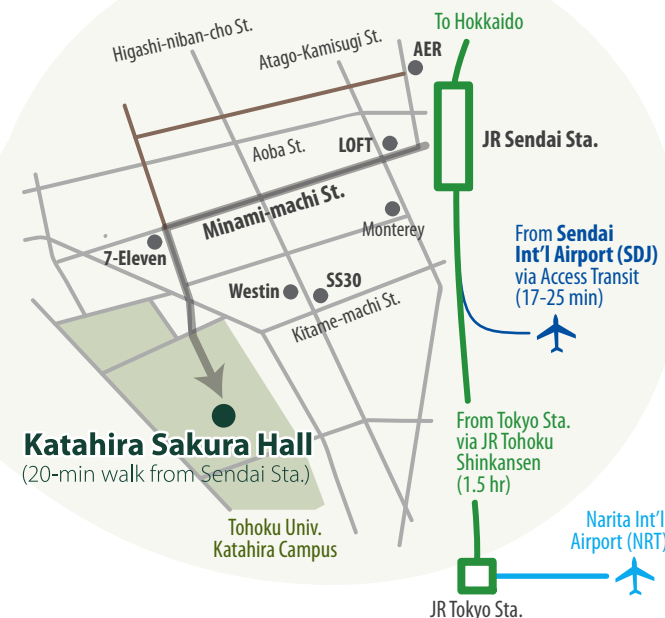 To Hokkaido
Higashi-niban-cho St.
Atago-Kamisugi St.
AER
JR Sendai Sta.
LOFT
Aoba St.
Minami-machi St.
Monterey
7-Eleven
From Sendai
Int'l Airport (SDJ)
via Access Transit
(17-25 min)
Westin
SS30
Kitame-machi St.
Katahira Sakura Hall
(20-min walk from Sendai Sta.)
From Tokyo Sta.
via JR Tohoku
Shinkansen
(1.5 hr)
Tohoku Univ.
Katahira Campus
Narita Int'l
Airport (NRT)
JR Tokyo Sta.